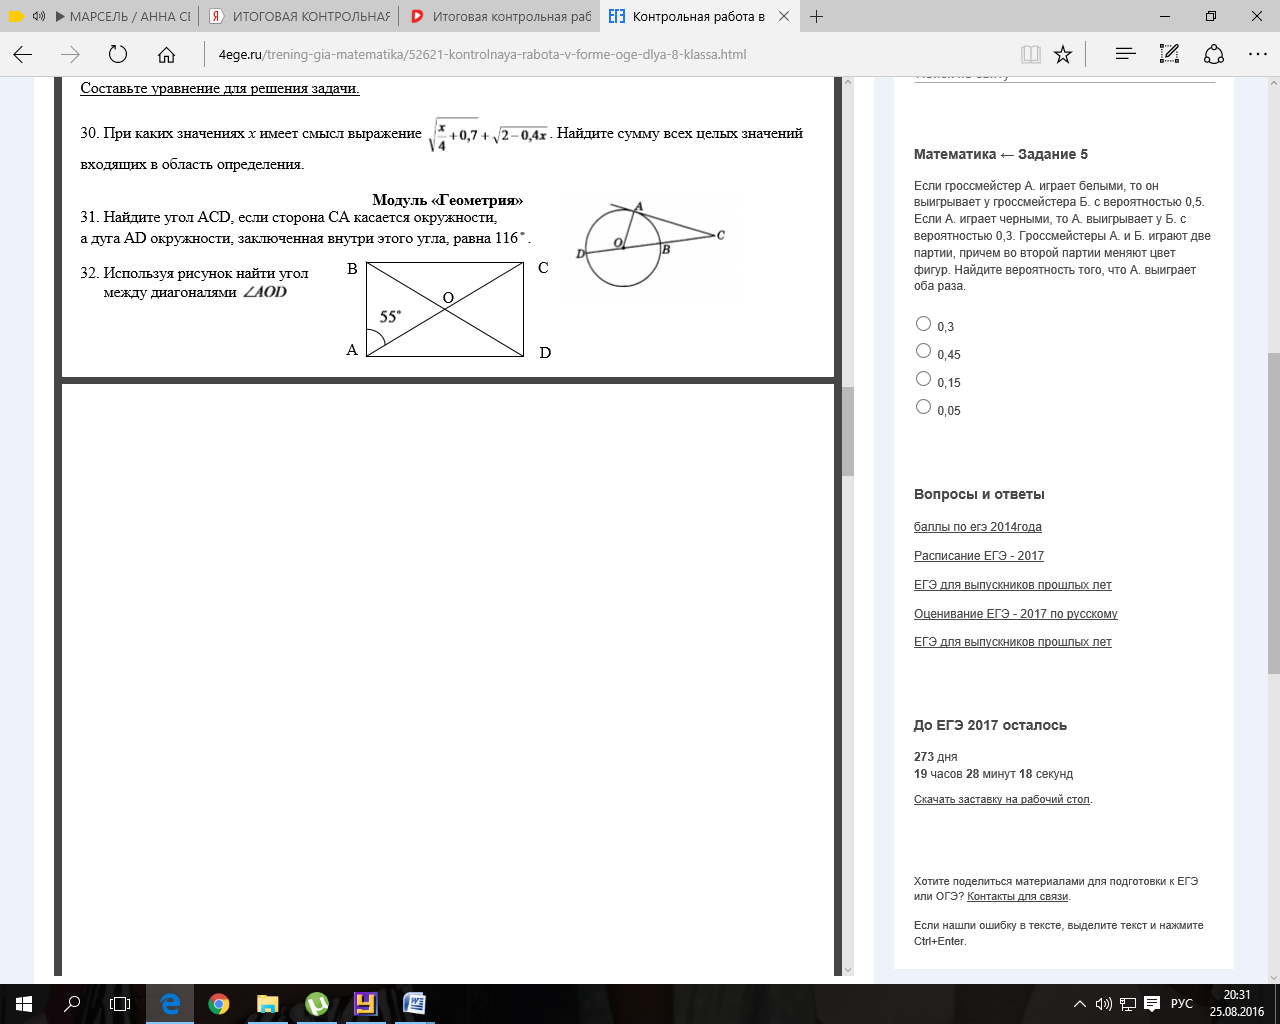 МАРСЕЛЬ / АННА СЕ
ИТОГОВАЯ КОНТРОЛЬНАЯ
Итоговая контрольная раб
Контрольная работа в
4ege.ru/trening-gia-matematika/52621-kontrolnaya-rabota-v-forme-oge-dlya-8-klassa.html
Составьте уравнение для решения задачи.
30. При каких значениях x имеет смысл выражение √(x/4 + 0,7) + √(2 − 0,4x). Найдите сумму всех целых значений
входящих в область определения.
Модуль «Геометрия»
31. Найдите угол ACD, если сторона CA касается окружности,
а дуга AD окружности, заключенная внутри этого угла, равна 116°.
A
O
C
D
B
32. Используя рисунок найти угол
между диагоналями ∠AOD
B
C
O
55°
A
D
Математика ← Задание 5
Если гроссмейстер А. играет белыми, то он
выигрывает у гроссмейстера Б. с вероятностью 0,5.
Если А. играет черными, то А. выигрывает у Б. с
вероятностью 0,3. Гроссмейстеры А. и Б. играют две
партии, причем во второй партии меняют цвет
фигур. Найдите вероятность того, что А. выиграет
оба раза.
0,3
0,45
0,15
0,05
Вопросы и ответы
баллы по егэ 2014года
Расписание ЕГЭ - 2017
ЕГЭ для выпускников прошлых лет
Оценивание ЕГЭ - 2017 по русскому
ЕГЭ для выпускников прошлых лет
До ЕГЭ 2017 осталось
273 дня
19 часов 28 минут 18 секунд
Скачать заставку на рабочий стол.
Хотите поделиться материалами для подготовки к ЕГЭ
или ОГЭ? Контакты для связи.
Если нашли ошибку в тексте, выделите текст и нажмите
Ctrl+Enter.
РУС
20:31
25.08.2016